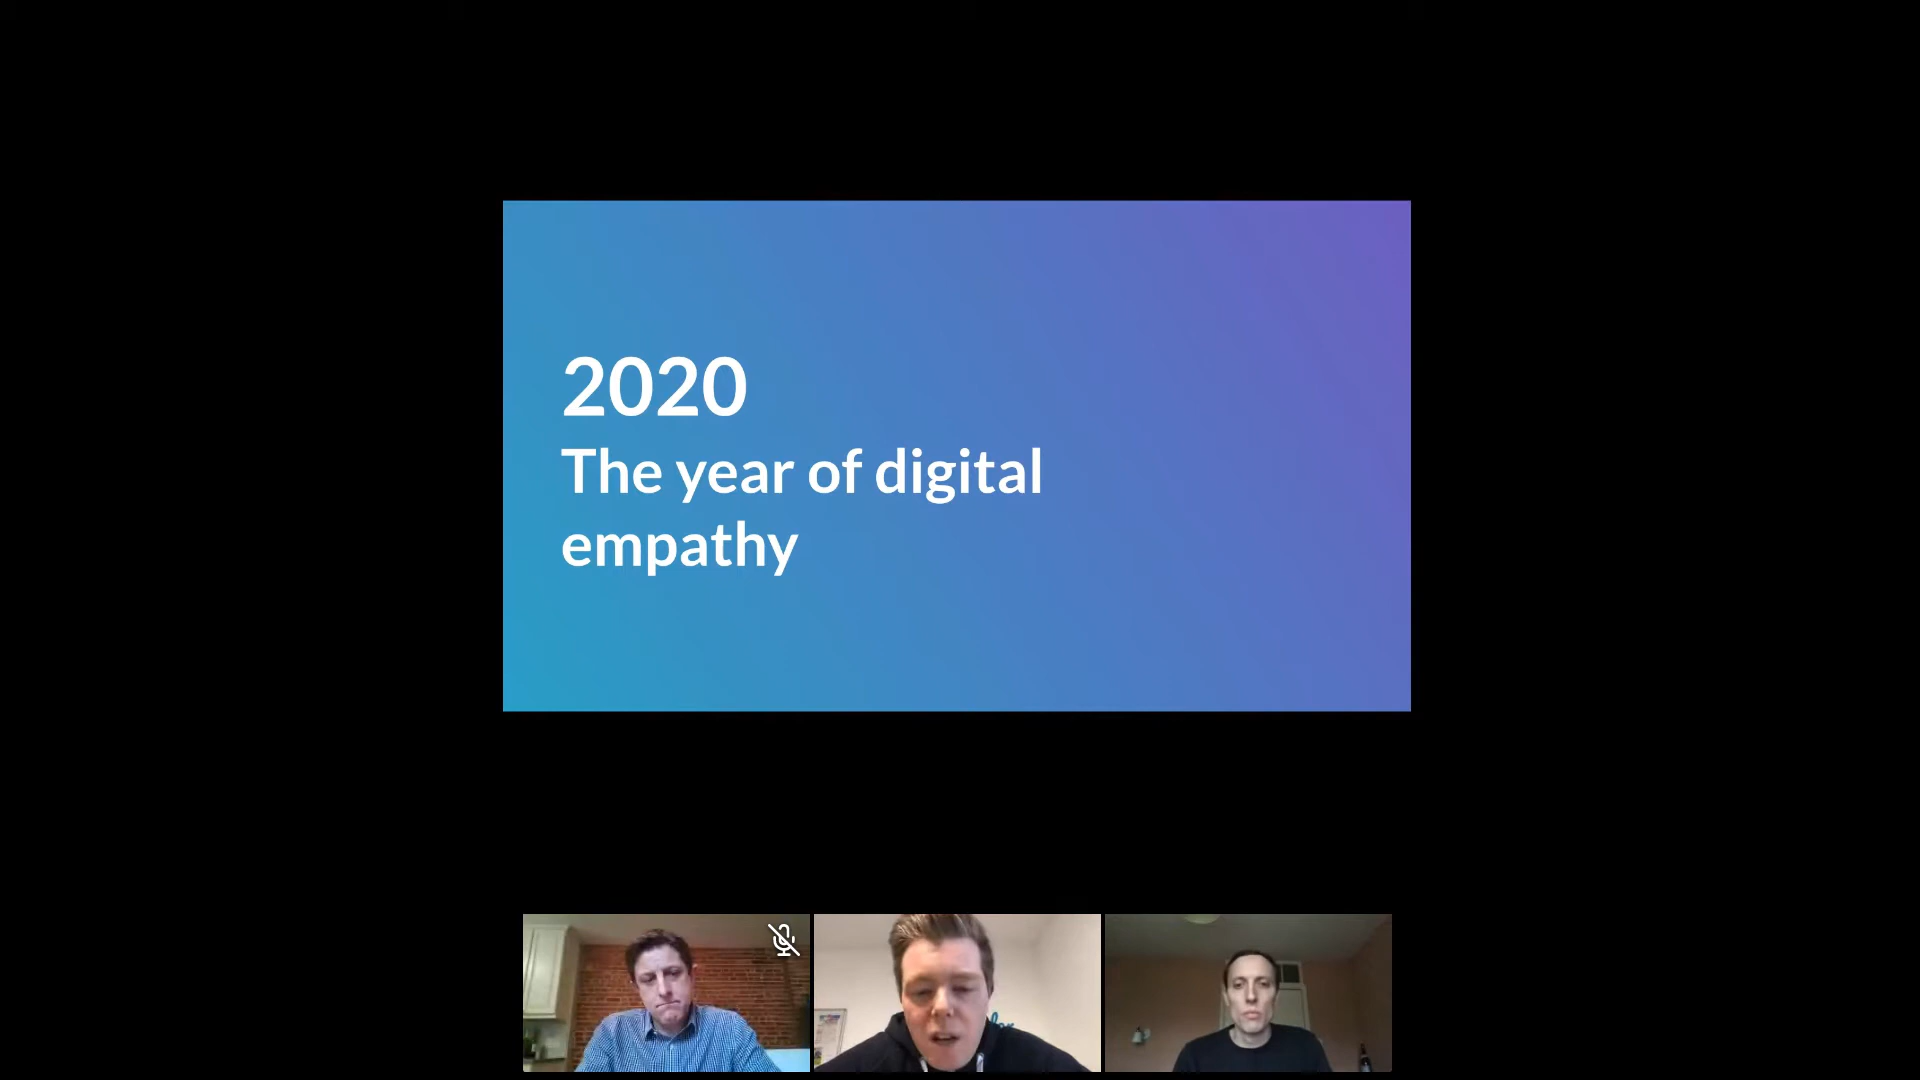 2020
The year of digital
empathy